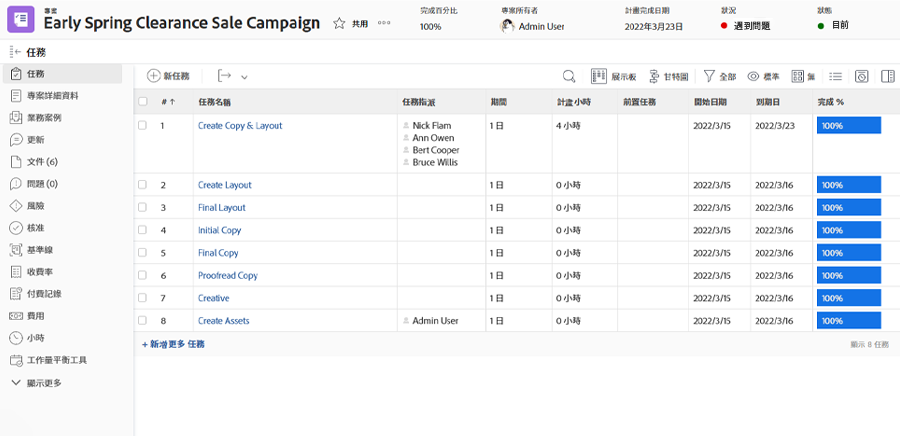 專案
Early Spring Clearance Sale Campaign
共用
完成百分比
100%
專案所有者
Admin User
計畫完成日期
2022年3月23日
狀況
遇到問題
狀態
目前
任務
任務
專案詳細資料
業務案例
更新
文件 (6)
問題 (0)
風險
核准
基準線
收費率
付費記錄
費用
小時
工作量平衡工具
顯示更多
新任務
展示板
甘特圖
全部
標準
無
# ↑ 任務名稱 任務指派 期間 計畫小時 前置任務 開始日期 到期日 完成 %
1 Create Copy & Layout Nick Flam 1 日 4 小時 2022/3/15 2022/3/23 100%
Ann Owen
Bert Cooper
Bruce Willis
2 Create Layout 1 日 0 小時 2022/3/15 2022/3/16 100%
3 Final Layout 1 日 0 小時 2022/3/15 2022/3/16 100%
4 Initial Copy 1 日 0 小時 2022/3/15 2022/3/16 100%
5 Final Copy 1 日 0 小時 2022/3/15 2022/3/16 100%
6 Proofread Copy 1 日 0 小時 2022/3/15 2022/3/16 100%
7 Creative 1 日 0 小時 2022/3/15 2022/3/16 100%
8 Create Assets Admin User 1 日 0 小時 2022/3/15 2022/3/16 100%
+ 新增更多 任務
顯示 8 任務